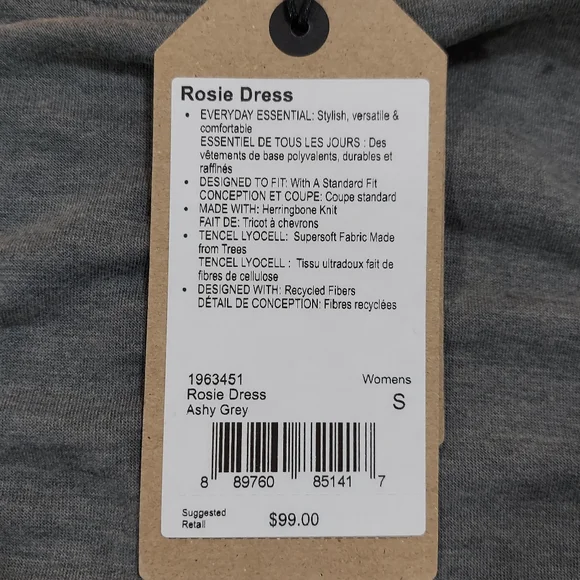 Rosie Dress
• EVERYDAY ESSENTIAL: Stylish, versatile &
comfortable
ESSENTIEL DE TOUS LES JOURS : Des
vêtements de base polyvalents, durables et
raffinés
• DESIGNED TO FIT: With A Standard Fit
CONCEPTION ET COUPE: Coupe standard
• MADE WITH: Herringbone Knit
FAIT DE: Tricot à chevrons
• TENCEL LYOCELL: Supersoft Fabric Made
from Trees
TENCEL LYOCELL : Tissu ultradoux fait de
fibres de cellulose
• DESIGNED WITH: Recycled Fibers
DÉTAIL DE CONCEPTION: Fibres recyclées
1963451 Womens
Rosie Dress S
Ashy Grey
8 89760 85141 7
Suggested
Retail $99.00